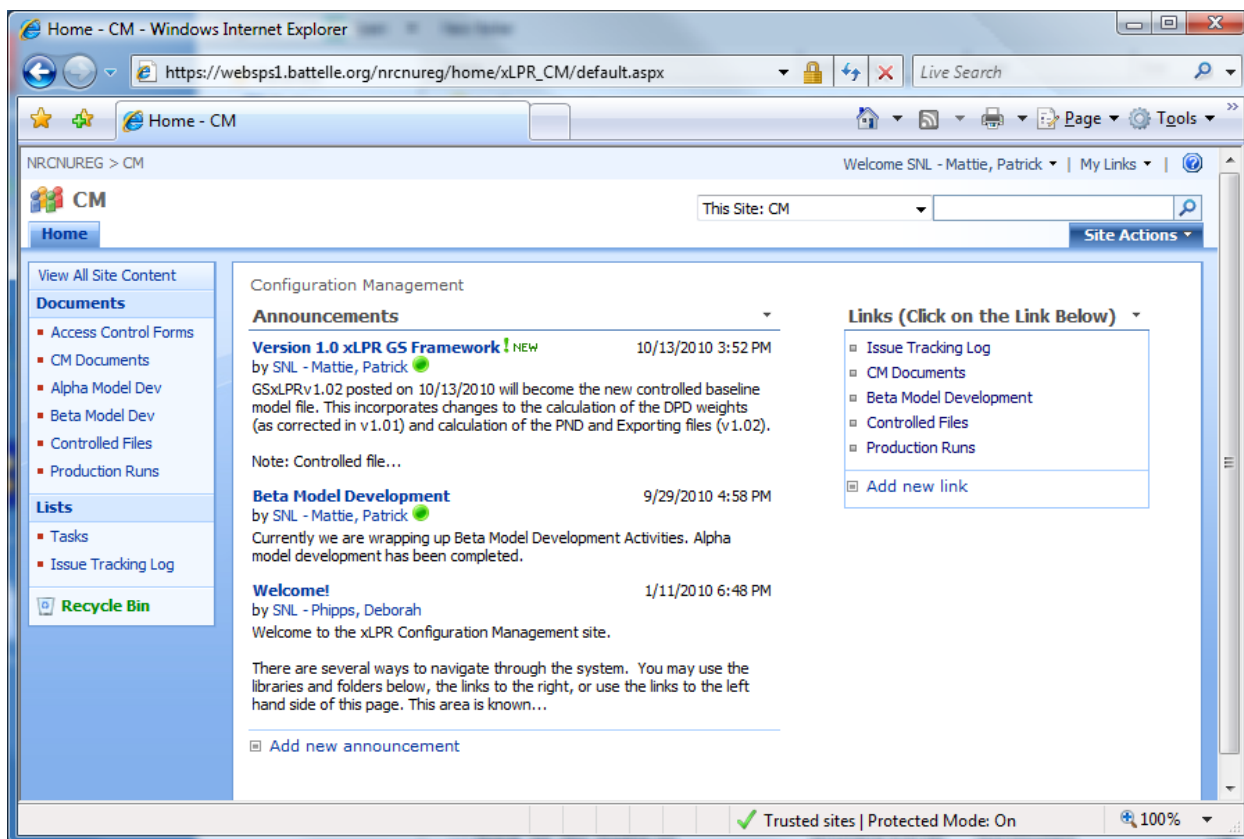 Home - CM - Windows Internet Explorer
https://websps1.battelle.org/nrcnureg/home/xLPR_CM/default.aspx
Live Search
Home - CM
Page
Tools
NRCNUREG > CM
Welcome SNL - Mattie, Patrick
| My Links |
CM
This Site: CM
Home
Site Actions
View All Site Content
Documents
Access Control Forms
CM Documents
Alpha Model Dev
Beta Model Dev
Controlled Files
Production Runs
Lists
Tasks
Issue Tracking Log
Recycle Bin
Configuration Management
Announcements
Version 1.0 xLPR GS Framework ! NEW 10/13/2010 3:52 PM
by SNL - Mattie, Patrick
GSxLPRv1.02 posted on 10/13/2010 will become the new controlled baseline
model file. This incorporates changes to the calculation of the DPD weights
(as corrected in v1.01) and calculation of the PND and Exporting files (v1.02).
Note: Controlled file...
Beta Model Development 9/29/2010 4:58 PM
by SNL - Mattie, Patrick
Currently we are wrapping up Beta Model Development Activities. Alpha
model development has been completed.
Welcome! 1/11/2010 6:48 PM
by SNL - Phipps, Deborah
Welcome to the xLPR Configuration Management site.
There are several ways to navigate through the system. You may use the
libraries and folders below, the links to the right, or use the links to the left
hand side of this page. This area is known...
Add new announcement
Links (Click on the Link Below)
Issue Tracking Log
CM Documents
Beta Model Development
Controlled Files
Production Runs
Add new link
Trusted sites | Protected Mode: On
100%